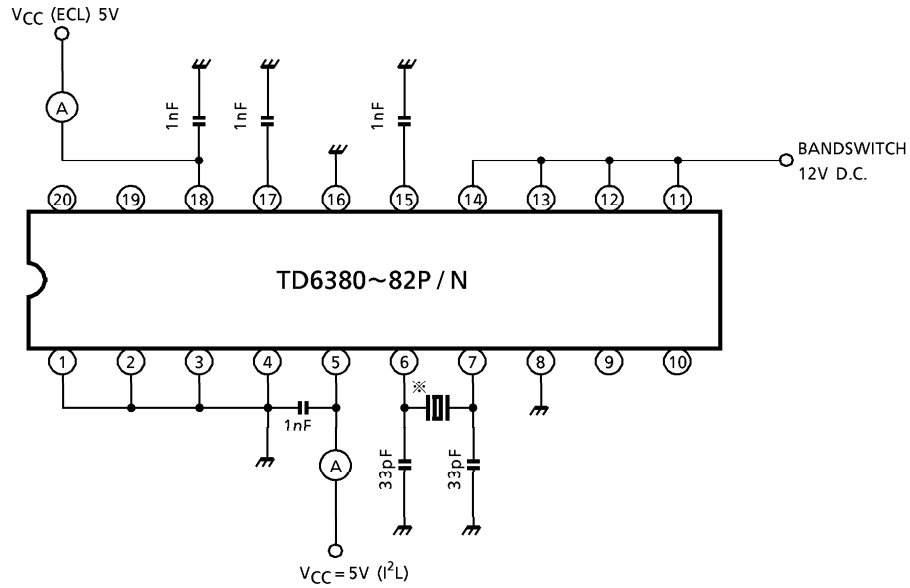 VCC (ECL) 5V
A
1nF
1nF
1nF
BANDSWITCH
12V D.C.
20 19 18 17 16 15 14 13 12 11
TD6380~82P / N
1 2 3 4 5 6 7 8 9 10
※
1nF
A
33pF
33pF
VCC = 5V (I²L)